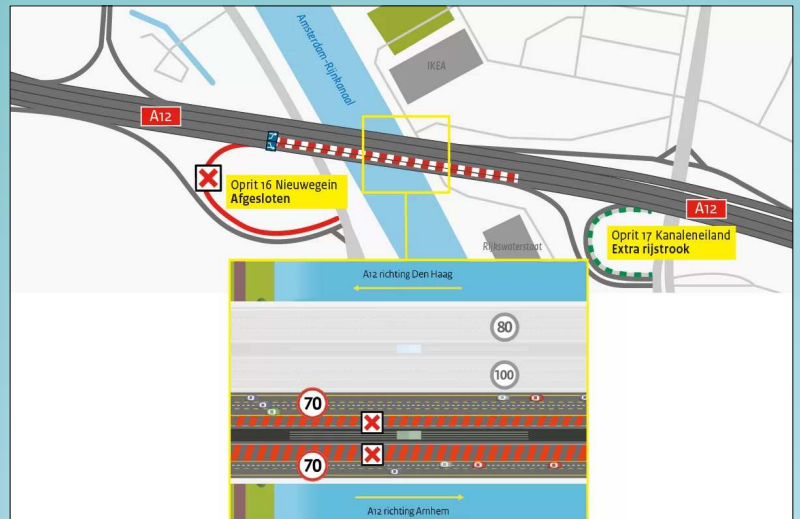 Amsterdam-Rijnkanaal
IKEA
A12
Oprit 16 Nieuwegein
Afgesloten
A12
Oprit 17 Kanaleneiland
Extra rijstrook
Rijkswaterstaat
A12 richting Den Haag
80
100
70
70
A12 richting Arnhem